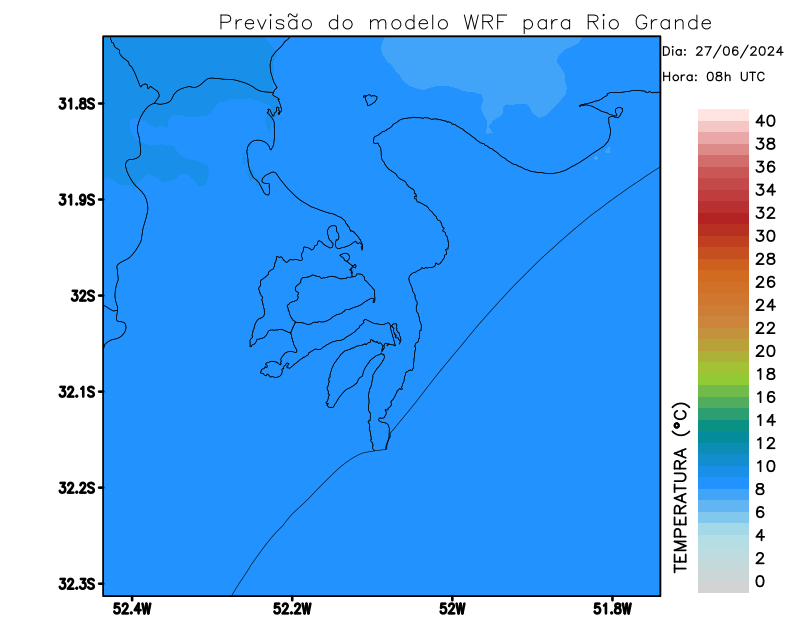 Previsão do modelo WRF para Rio Grande
Dia: 27/06/2024
Hora: 08h UTC
31.8S
31.9S
32S
32.1S
32.2S
32.3S
52.4W
52.2W
52W
51.8W
TEMPERATURA (°C)
40
38
36
34
32
30
28
26
24
22
20
18
16
14
12
10
8
6
4
2
0